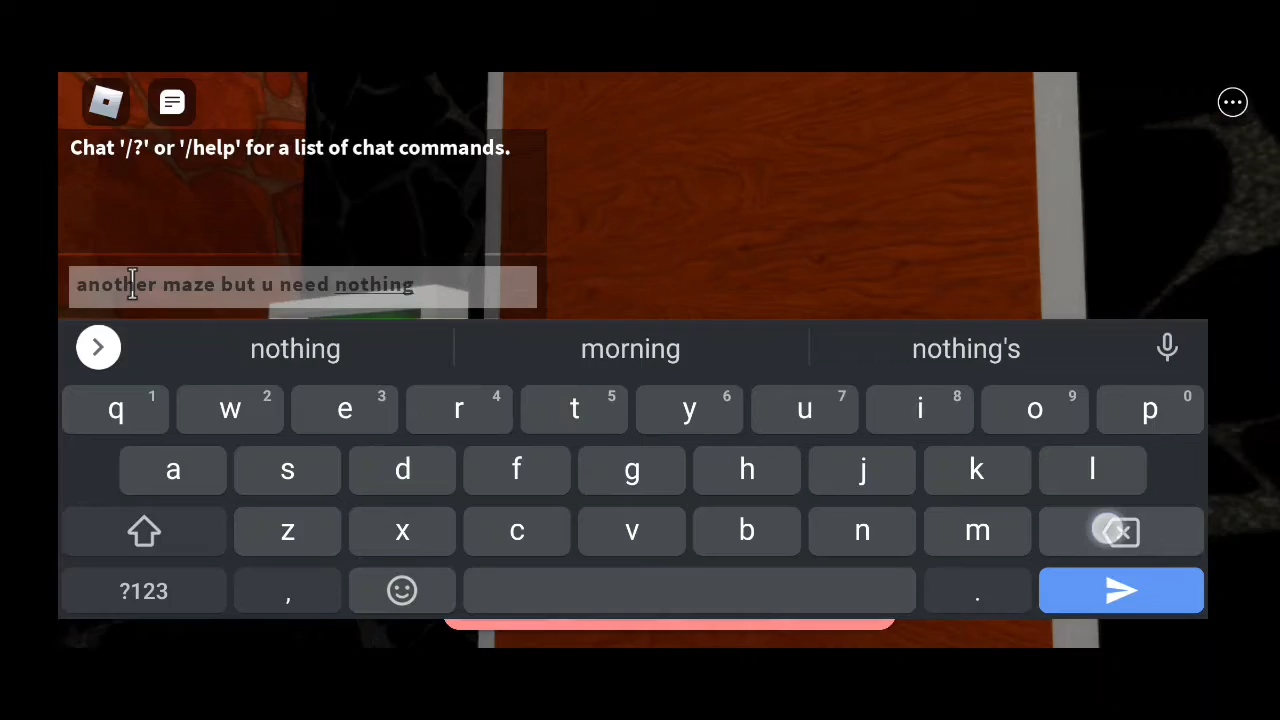 Chat '/?' or '/help' for a list of chat commands.
another maze but u need nothing
nothing morning nothing's
q 1 w 2 e 3 r 4 t 5 y 6 u 7 i 8 o 9 p 0
a s d f g h j k l
z x c v b n m
?123 , .